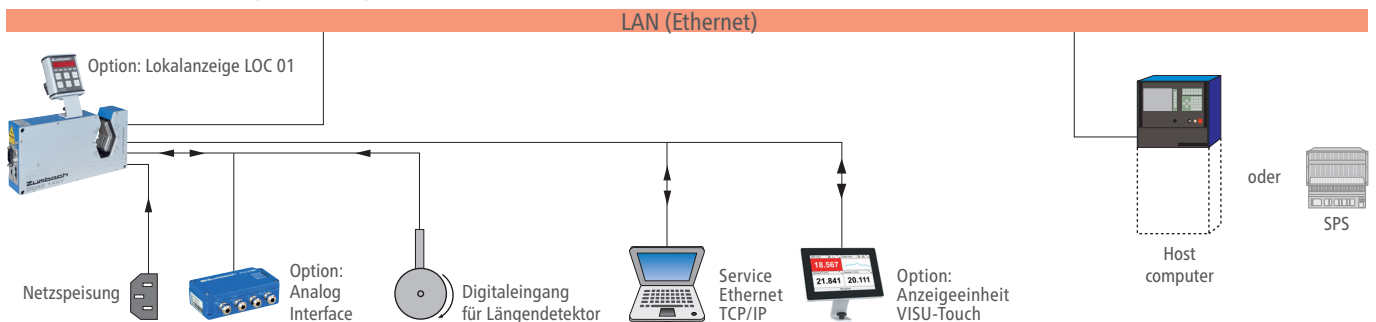 LAN (Ethernet)
Option: Lokalanzeige LOC 01
Zumbach
Netzspeisung
Option:
Analog
Interface
Digitaleingang
für Längendetektor
Service
Ethernet
TCP/IP
18.567
21.841 20.111
Option:
Anzeigeeinheit
VISU-Touch
Host
computer
oder
SPS